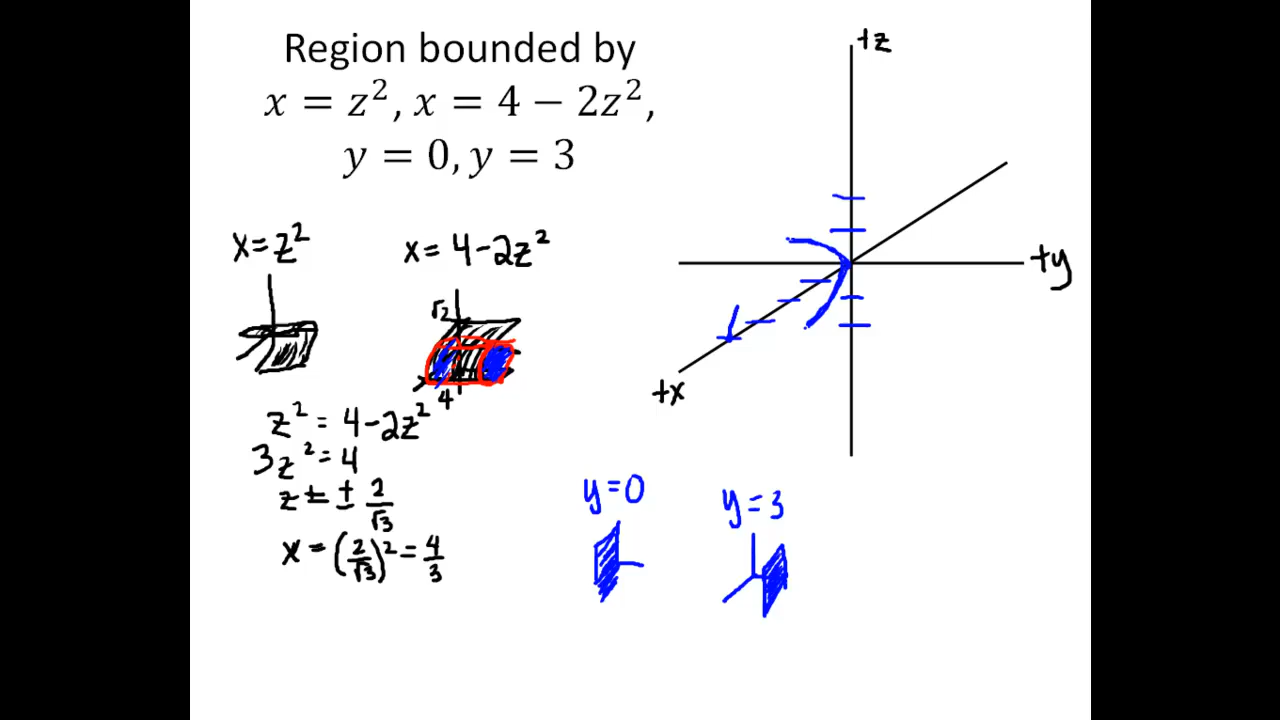 Region bounded by
x = z², x = 4 − 2z²,
y = 0, y = 3
x = z²
x = 4 - 2z²
√2
4
z² = 4 - 2z²
3z² = 4
z ± = ± 2/√3
x = (2/√3)² = 4/3
+z
+y
+x
y = 0
y = 3